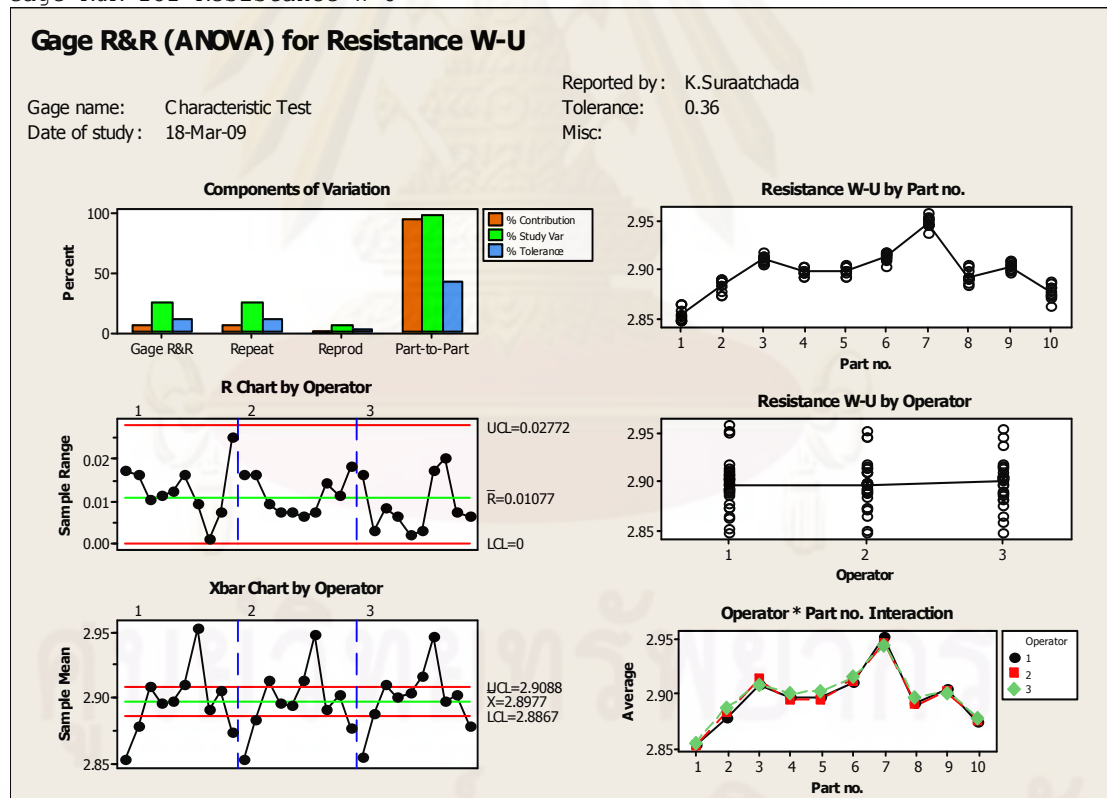 Gage R&R (ANOVA) for Resistance W-U
Reported by: K.Suraatchada
Gage name: Characteristic Test
Tolerance: 0.36
Date of study: 18-Mar-09
Misc:
Components of Variation
100
50
0
Percent
Gage R&R Repeat Reprod Part-to-Part
% Contribution
% Study Var
% Tolerance
Resistance W-U by Part no.
2.95
2.90
2.85
1 2 3 4 5 6 7 8 9 10
Part no.
R Chart by Operator
1 2 3
0.02
0.01
0.00
Sample Range
UCL=0.02772
R=0.01077
LCL=0
Resistance W-U by Operator
2.95
2.90
2.85
1 2 3
Operator
Xbar Chart by Operator
1 2 3
2.95
2.90
2.85
Sample Mean
UCL=2.9088
X=2.8977
LCL=2.8867
Operator * Part no. Interaction
2.95
2.90
2.85
Average
1 2 3 4 5 6 7 8 9 10
Part no.
Operator
1
2
3